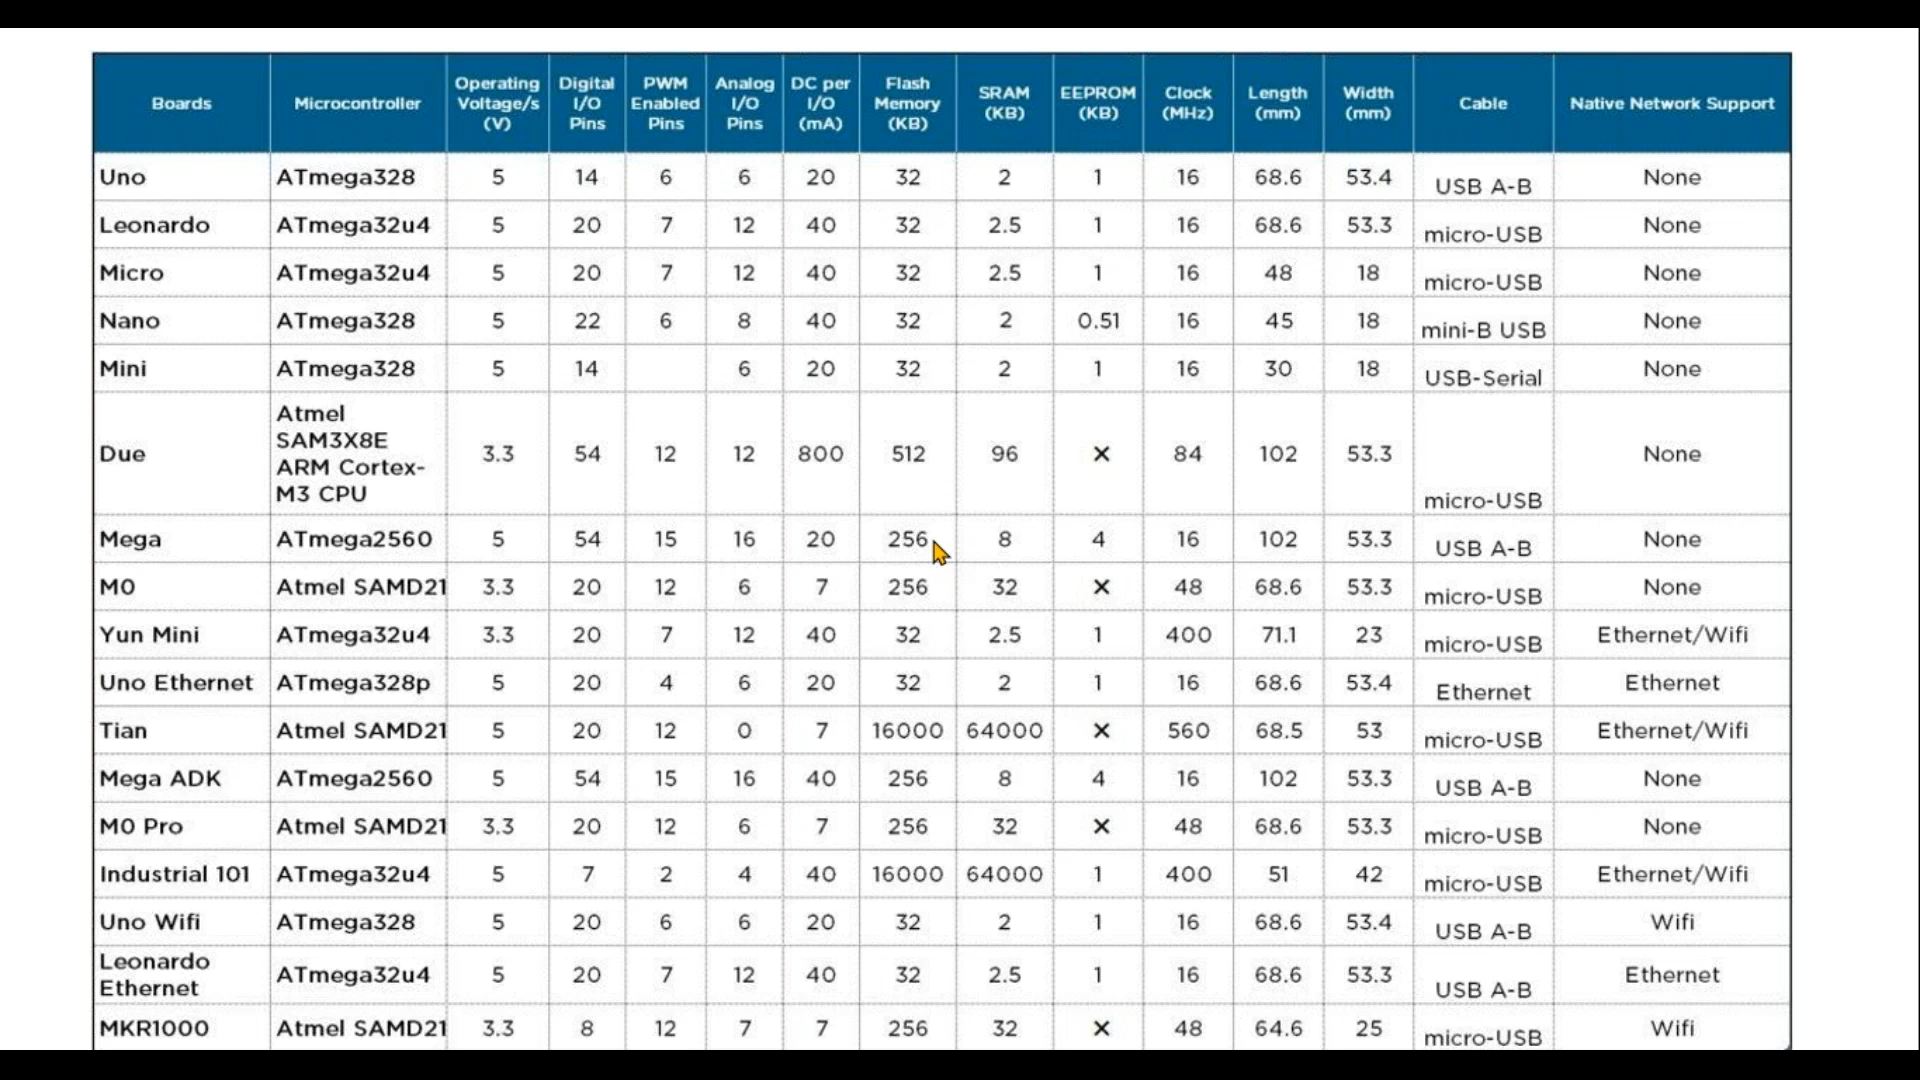 Boards Microcontroller Operating Voltage/s (V) Digital I/O Pins PWM Enabled Pins Analog I/O Pins DC per I/O (mA) Flash Memory (KB) SRAM (KB) EEPROM (KB) Clock (MHz) Length (mm) Width (mm) Cable Native Network Support
Uno ATmega328 5 14 6 6 20 32 2 1 16 68.6 53.4 USB A-B None
Leonardo ATmega32u4 5 20 7 12 40 32 2.5 1 16 68.6 53.3 micro-USB None
Micro ATmega32u4 5 20 7 12 40 32 2.5 1 16 48 18 micro-USB None
Nano ATmega328 5 22 6 8 40 32 2 0.51 16 45 18 mini-B USB None
Mini ATmega328 5 14 6 20 32 2 1 16 30 18 USB-Serial None
Due Atmel SAM3X8E ARM Cortex-M3 CPU 3.3 54 12 12 800 512 96 ✕ 84 102 53.3 micro-USB None
Mega ATmega2560 5 54 15 16 20 256 8 4 16 102 53.3 USB A-B None
M0 Atmel SAMD21 3.3 20 12 6 7 256 32 ✕ 48 68.6 53.3 micro-USB None
Yun Mini ATmega32u4 3.3 20 7 12 40 32 2.5 1 400 71.1 23 micro-USB Ethernet/Wifi
Uno Ethernet ATmega328p 5 20 4 6 20 32 2 1 16 68.6 53.4 Ethernet Ethernet
Tian Atmel SAMD21 5 20 12 0 7 16000 64000 ✕ 560 68.5 53 micro-USB Ethernet/Wifi
Mega ADK ATmega2560 5 54 15 16 40 256 8 4 16 102 53.3 USB A-B None
M0 Pro Atmel SAMD21 3.3 20 12 6 7 256 32 ✕ 48 68.6 53.3 micro-USB None
Industrial 101 ATmega32u4 5 7 2 4 40 16000 64000 1 400 51 42 micro-USB Ethernet/Wifi
Uno Wifi ATmega328 5 20 6 6 20 32 2 1 16 68.6 53.4 USB A-B Wifi
Leonardo Ethernet ATmega32u4 5 20 7 12 40 32 2.5 1 16 68.6 53.3 USB A-B Ethernet
MKR1000 Atmel SAMD21 3.3 8 12 7 7 256 32 ✕ 48 64.6 25 micro-USB Wifi